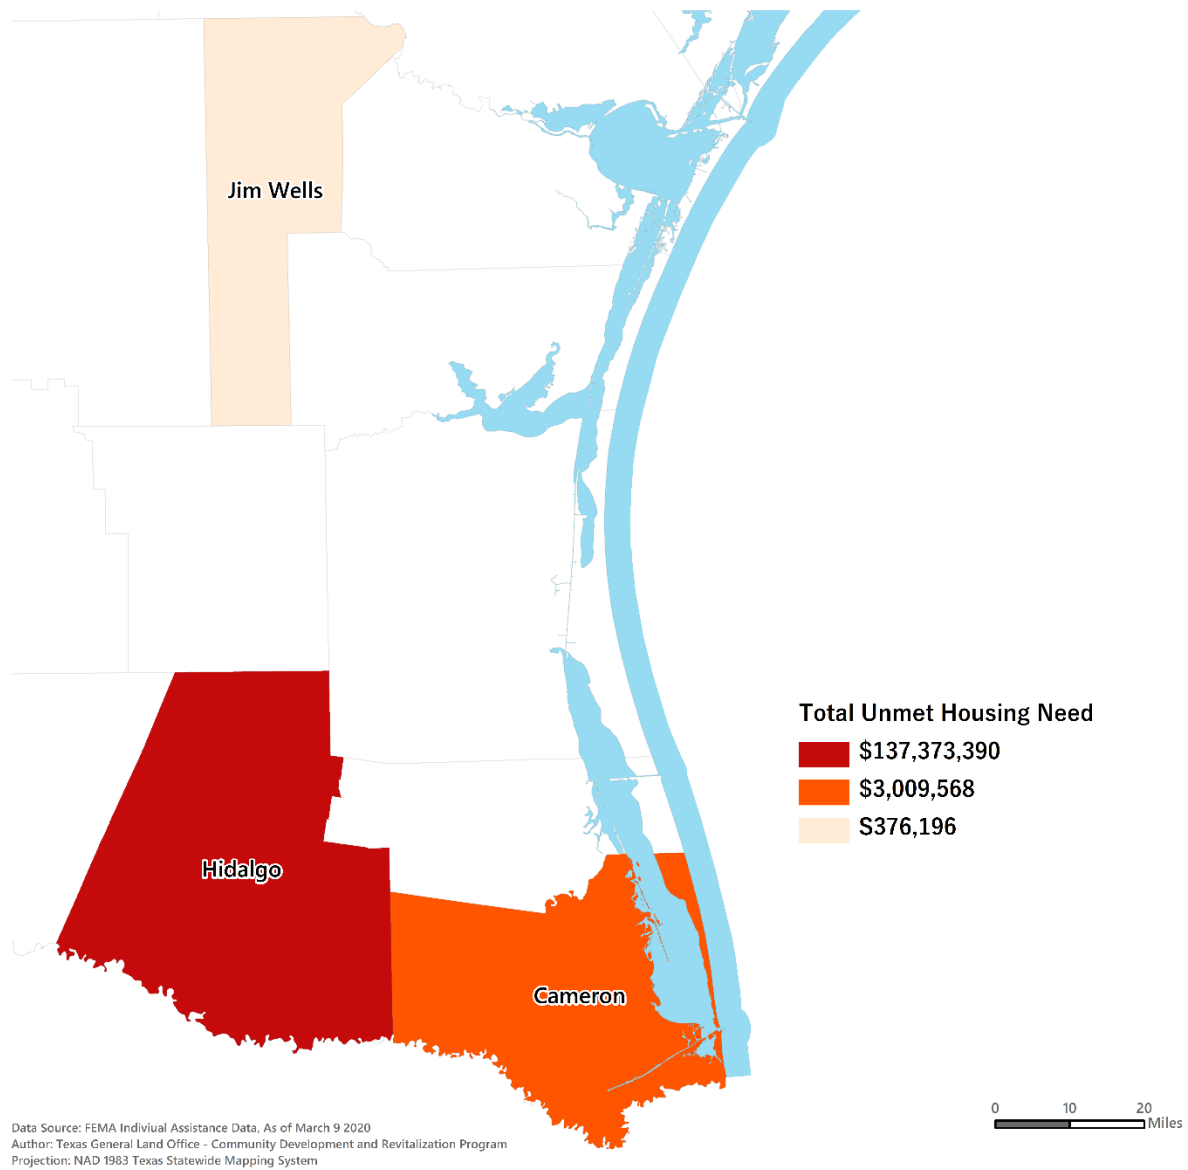 Jim Wells
Total Unmet Housing Need
$137,373,390
$3,009,568
S376,196
Hidalgo
Cameron
0 10 20
Miles
Data Source: FEMA Indiviual Assistance Data, As of March 9 2020
Author: Texas General Land Office - Community Development and Revitalization Program
Projection: NAD 1983 Texas Statewide Mapping System